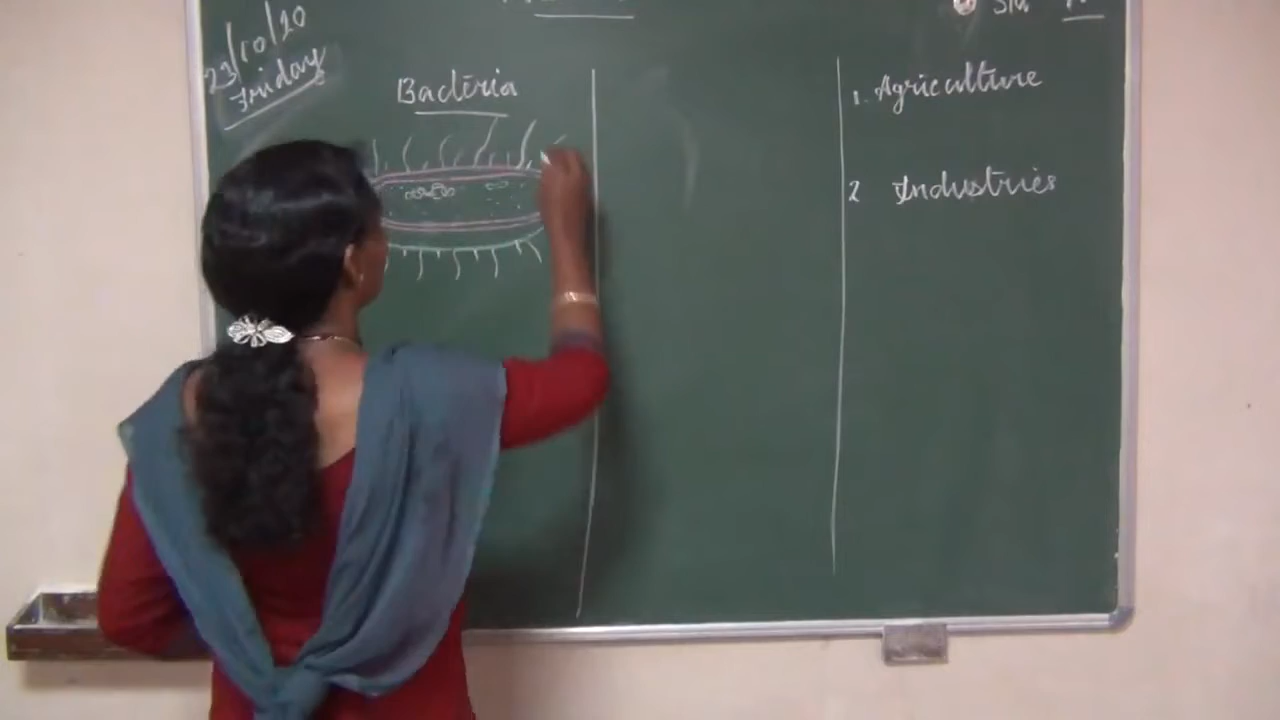 23/10/20
Friday
Bacteria
1. Agriculture
2 Industries